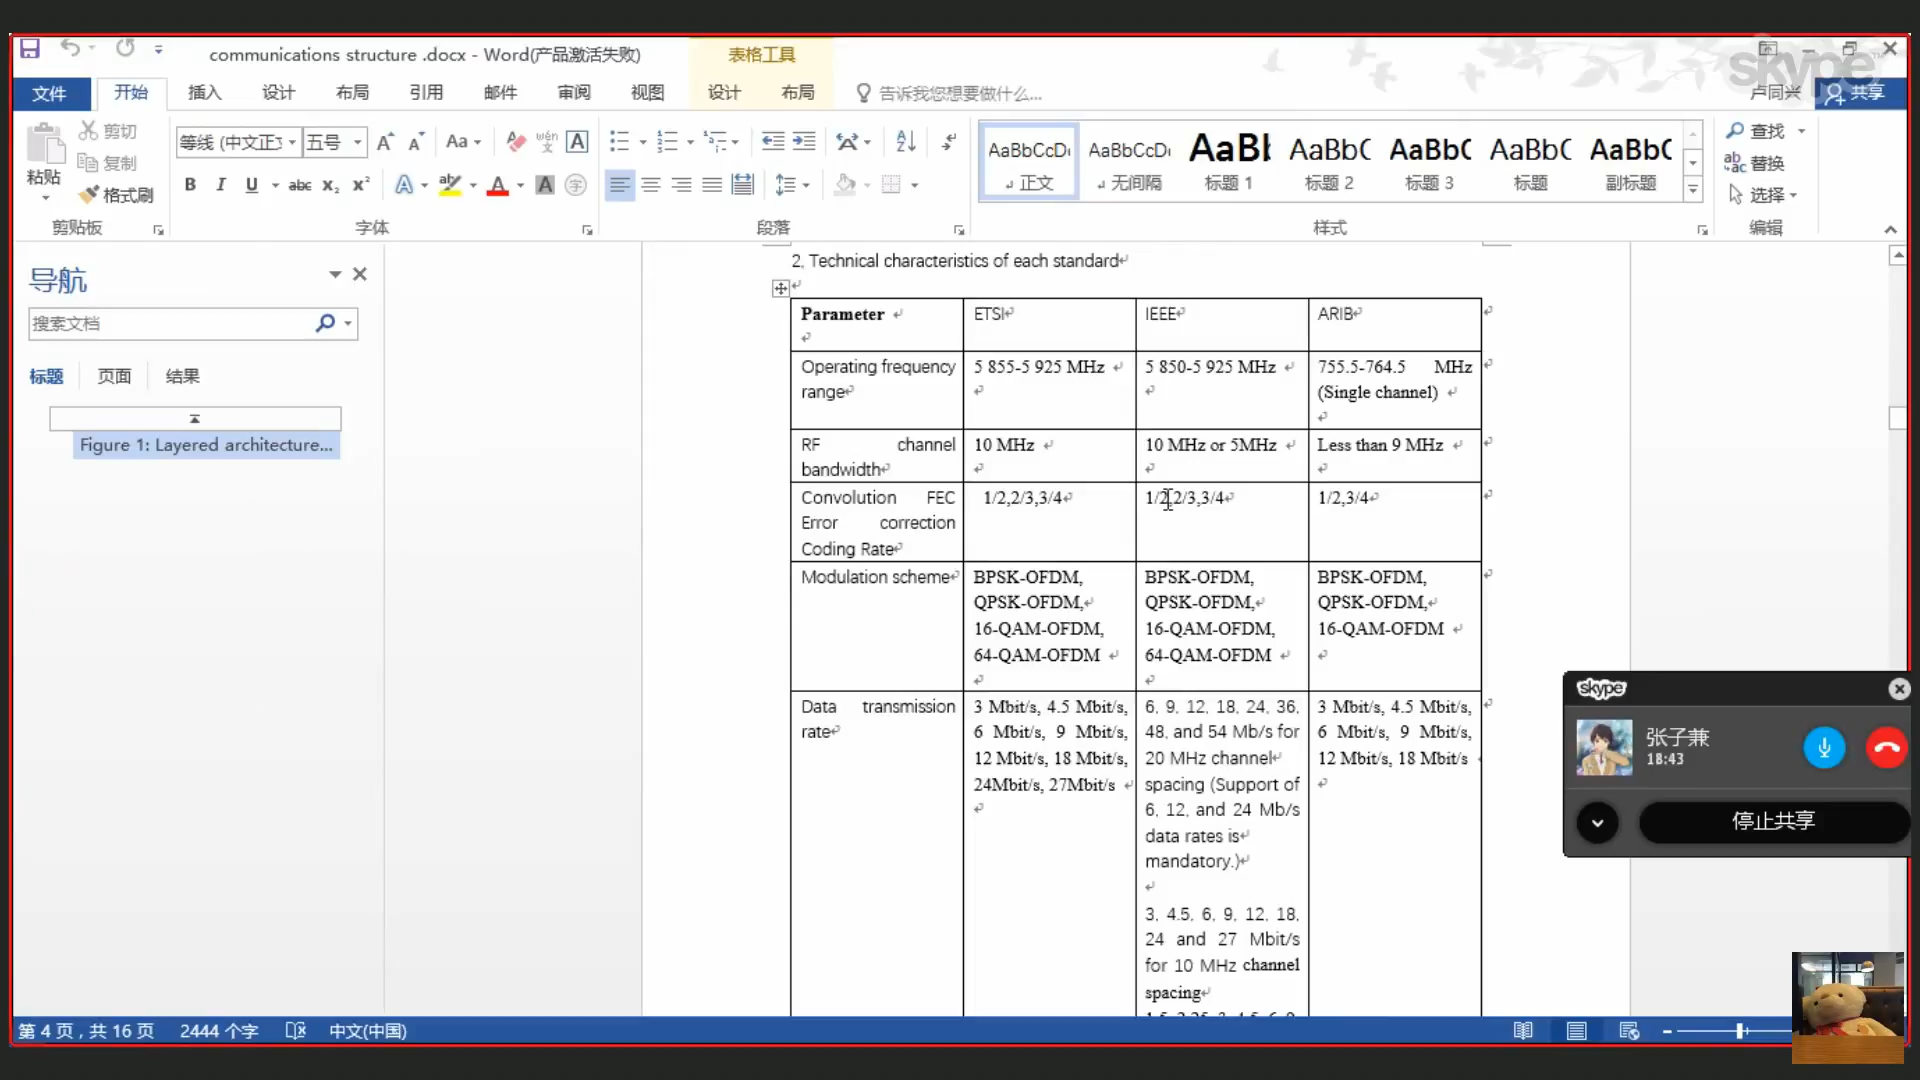 communications structure .docx - Word(产品激活失败)
表格工具
skype
文件 开始 插入 设计 布局 引用 邮件 审阅 视图 设计 布局 告诉我您想要做什么... 卢同兴 共享
粘贴 剪切
复制
格式刷
等线 (中文正 五号
AaBbCcDı AaBbCcDı AaBb AaBbC AaBbC AaBbC AaBbC
正文 无间隔 标题 1 标题 2 标题 3 标题 副标题
查找
替换
选择
剪贴板 字体 段落 样式 编辑
导航
搜索文档
标题 页面 结果
Figure 1: Layered architecture...
2, Technical characteristics of each standard
Parameter ETSI IEEE ARIB
Operating frequency range
5 855-5 925 MHz
5 850-5 925 MHz
755.5-764.5 MHz
(Single channel)
RF channel
bandwidth
10 MHz
10 MHz or 5MHz
Less than 9 MHz
Convolution FEC
Error correction
Coding Rate
1/2,2/3,3/4
1/2,2/3,3/4
1/2,3/4
Modulation scheme
BPSK-OFDM,
QPSK-OFDM,
16-QAM-OFDM,
64-QAM-OFDM
BPSK-OFDM,
QPSK-OFDM,
16-QAM-OFDM,
64-QAM-OFDM
BPSK-OFDM,
QPSK-OFDM,
16-QAM-OFDM
Data transmission
rate
3 Mbit/s, 4.5 Mbit/s,
6 Mbit/s, 9 Mbit/s,
12 Mbit/s, 18 Mbit/s,
24Mbit/s, 27Mbit/s
6, 9, 12, 18, 24, 36,
48, and 54 Mb/s for
20 MHz channel
spacing (Support of
6, 12, and 24 Mb/s
data rates is
mandatory.)
3, 4.5, 6, 9, 12, 18,
24 and 27 Mbit/s
for 10 MHz channel
spacing
3 Mbit/s, 4.5 Mbit/s,
6 Mbit/s, 9 Mbit/s,
12 Mbit/s, 18 Mbit/s
skype
张子兼
18:43
停止共享
第 4 页，共 16 页 2444 个字 中文(中国)